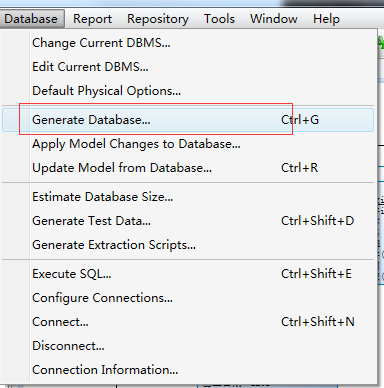 Database Report Repository Tools Window Help
Change Current DBMS...
Edit Current DBMS...
Default Physical Options...
Generate Database... Ctrl+G
Apply Model Changes to Database...
Update Model from Database... Ctrl+R
Estimate Database Size...
Generate Test Data... Ctrl+Shift+D
Generate Extraction Scripts...
Execute SQL... Ctrl+Shift+E
Configure Connections...
Connect... Ctrl+Shift+N
Disconnect...
Connection Information...